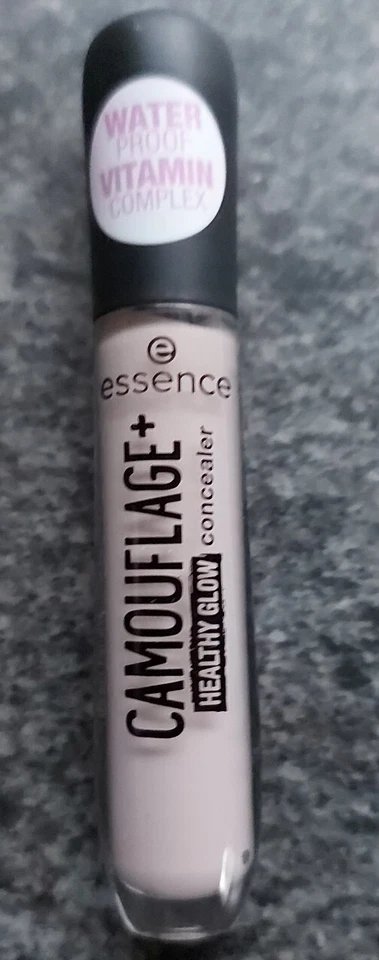 WATER
PROOF
VITAMIN
COMPLEX
e
essence
CAMOUFLAGE+
HEALTHY GLOW concealer